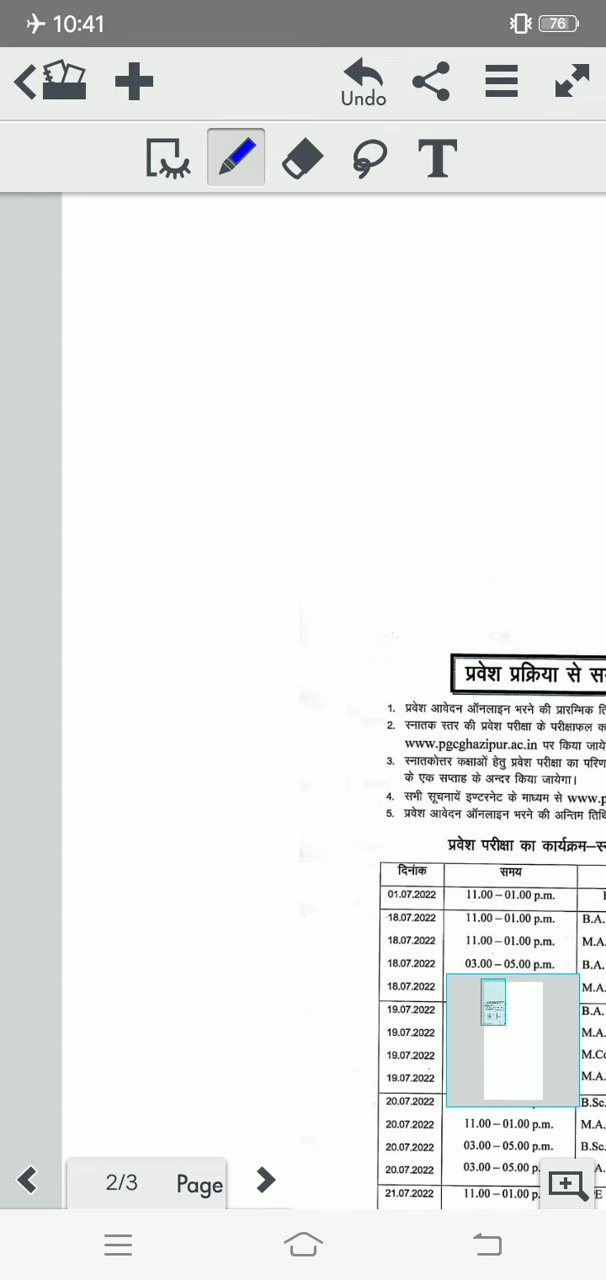 10:41
76
Undo
T
प्रवेश प्रक्रिया से
1. प्रवेश आवेदन ऑनलाइन भरने की प्रारम्भिक
2. स्नातक स्तर की प्रवेश परीक्षा के परीक्षाफल
www.pgcghazipur.ac.in पर किया
3. स्नातकोत्तर कक्षाओं हेतु प्रवेश परीक्षा का
के एक सप्ताह के अन्दर किया जायेगा।
4. सभी सूचनायें इण्टरनेट के माध्यम से
5. प्रवेश आवेदन ऑनलाइन भरने की अन्तिम
प्रवेश परीक्षा का कार्यक्रम–
दिनांक समय
01.07.2022 11.00 – 01.00 p.m.
18.07.2022 11.00 – 01.00 p.m. B.A.
18.07.2022 11.00 – 01.00 p.m. M.A.
18.07.2022 03.00 – 05.00 p.m. B.A.
18.07.2022 M.A.
19.07.2022 B.A.
19.07.2022 M.A.
19.07.2022
19.07.2022 M.A.
20.07.2022 B.Sc.
20.07.2022 11.00 – 01.00 p.m. M.A.
20.07.2022 03.00 – 05.00 p.m. B.Sc.
20.07.2022 03.00 – 05.00 p.
21.07.2022 11.00 – 01.00 p.
2/3 Page